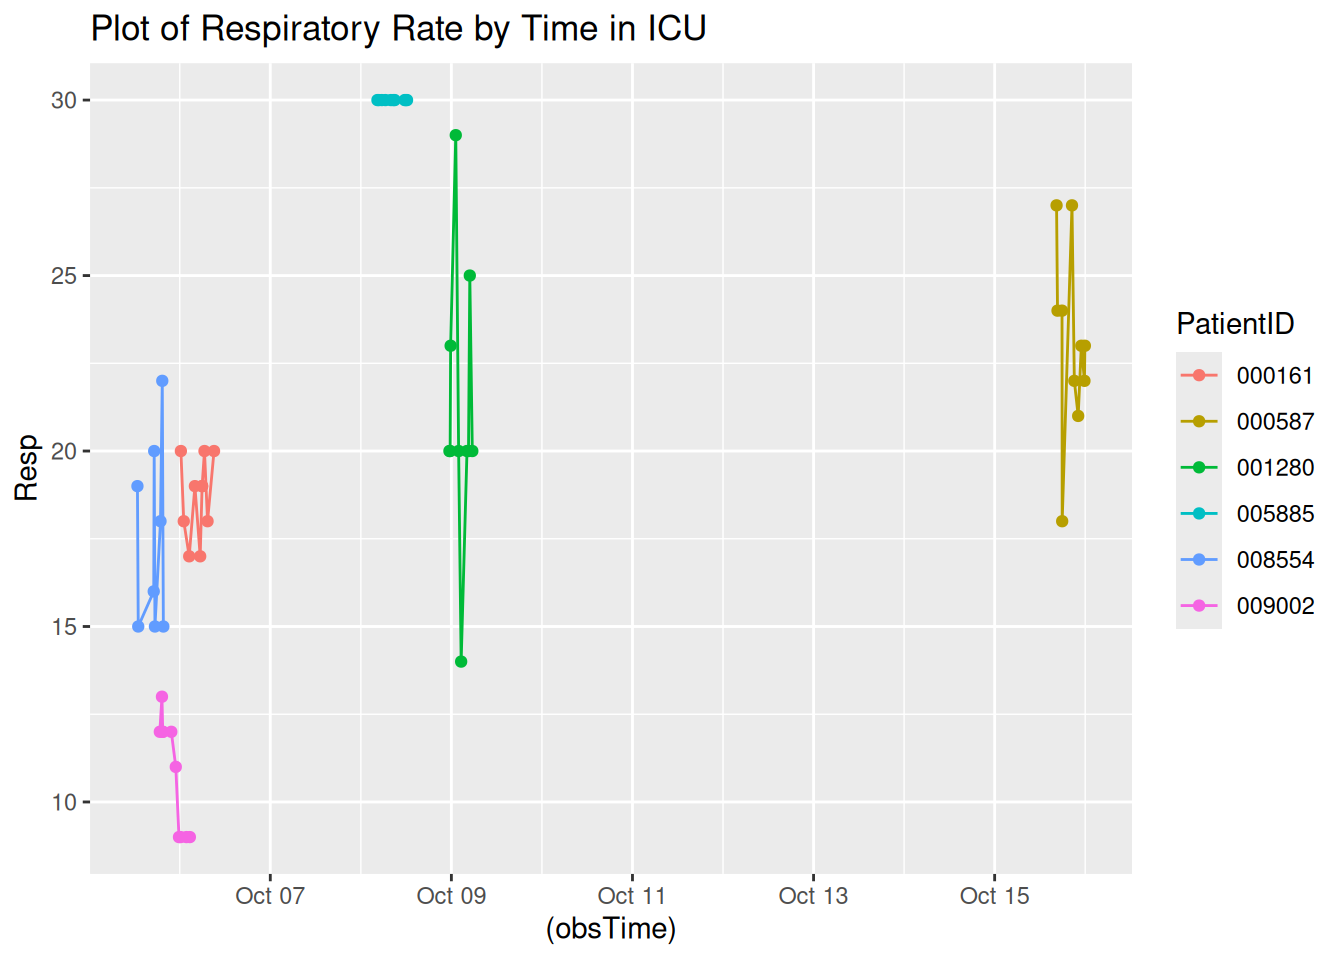 Plot of Respiratory Rate by Time in ICU
30
25
20
15
10
Resp
Oct 07 Oct 09 Oct 11 Oct 13 Oct 15
(obsTime)
PatientID
000161
000587
001280
005885
008554
009002